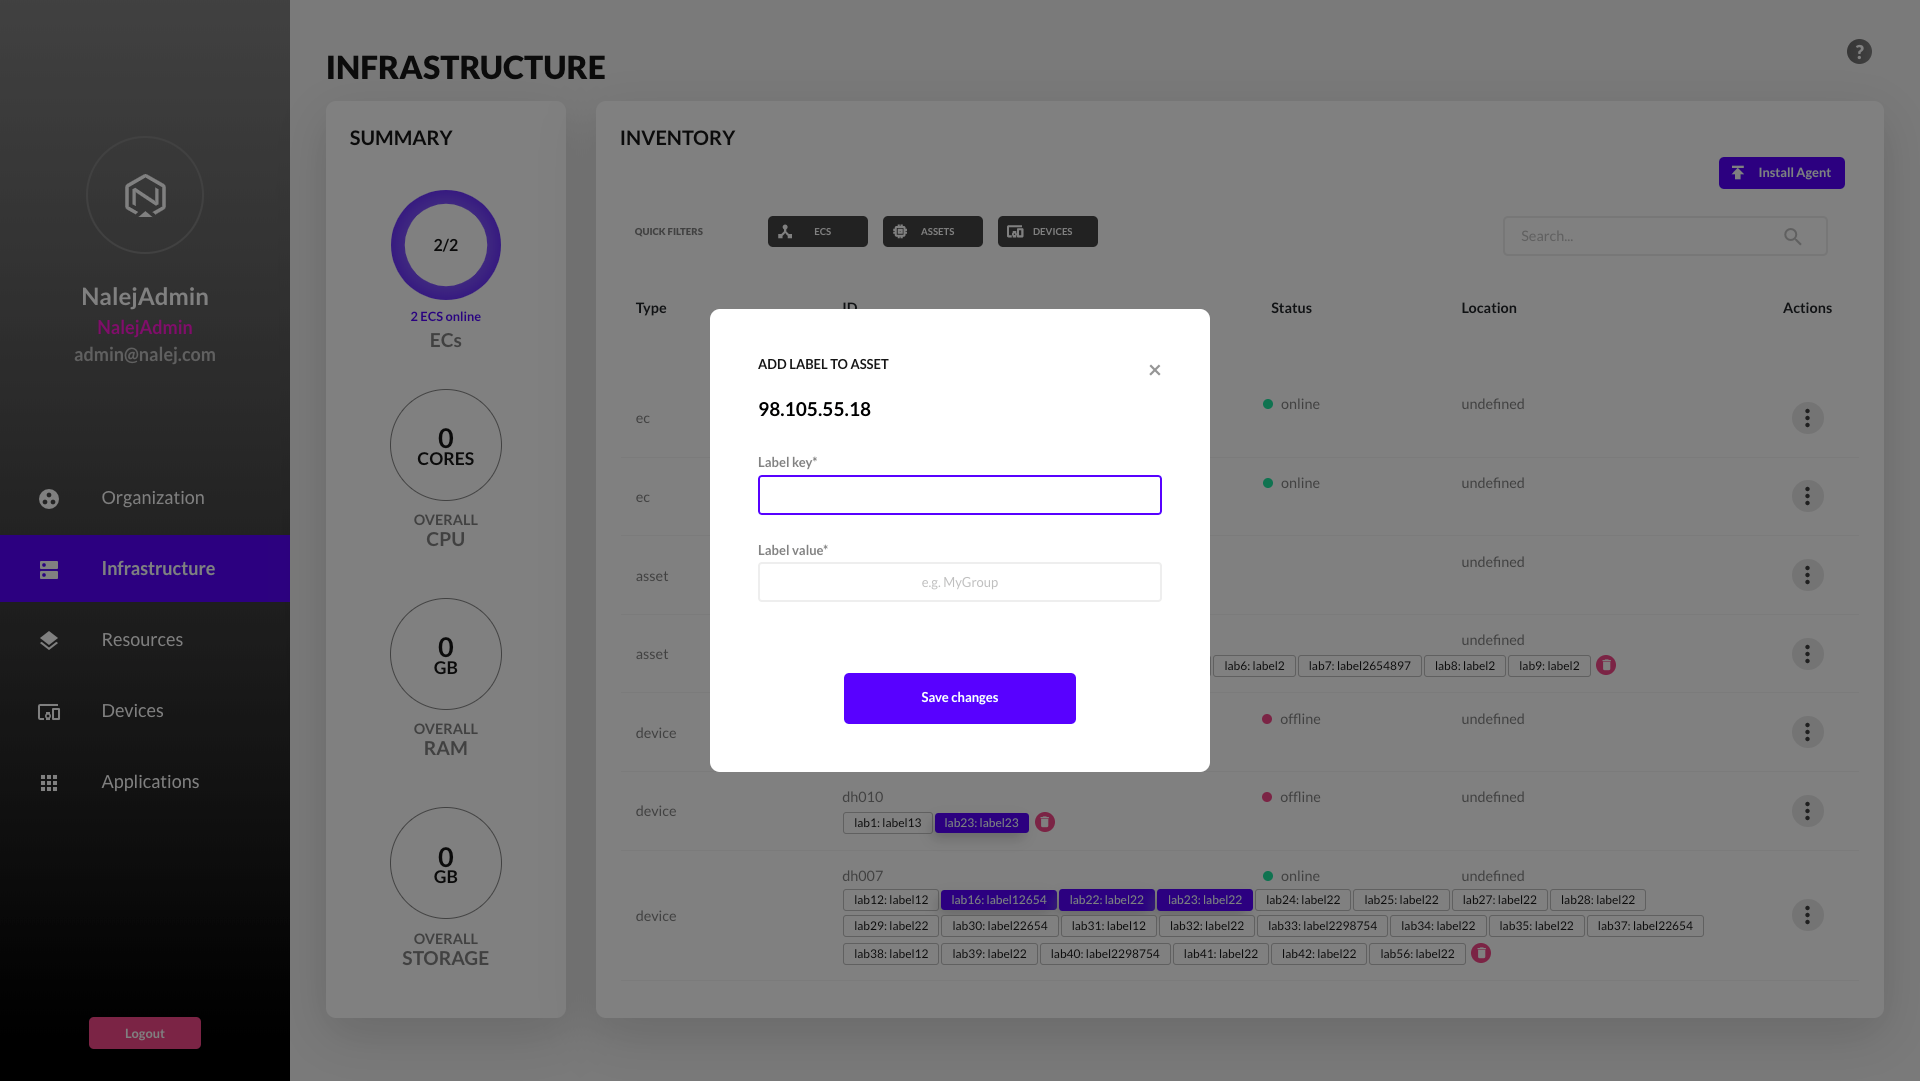 INFRASTRUCTURE
?
NalejAdmin
NalejAdmin
admin@nalej.com
Organization
Infrastructure
Resources
Devices
Applications
Logout
SUMMARY
2/2
2 ECS online
ECs
0
CORES
OVERALL
CPU
0
GB
OVERALL
RAM
0
GB
OVERALL
STORAGE
INVENTORY
Install Agent
QUICK FILTERS
ECS
ASSETS
DEVICES
Search...
Type
ID
Status
Location
Actions
ec
online
undefined
ec
online
undefined
asset
undefined
asset
undefined
lab6: label2
lab7: label2654897
lab8: label2
lab9: label2
device
offline
undefined
device
dh010
offline
undefined
lab1: label13
lab23: label23
device
dh007
online
undefined
lab12: label12
lab16: label12654
lab22: label22
lab23: label22
lab24: label22
lab25: label22
lab27: label22
lab28: label22
lab29: label22
lab30: label22654
lab31: label12
lab32: label22
lab33: label2298754
lab34: label22
lab35: label22
lab37: label22654
lab38: label12
lab39: label22
lab40: label2298754
lab41: label22
lab42: label22
lab56: label22
ADD LABEL TO ASSET
98.105.55.18
Label key*
Label value*
e.g. MyGroup
Save changes